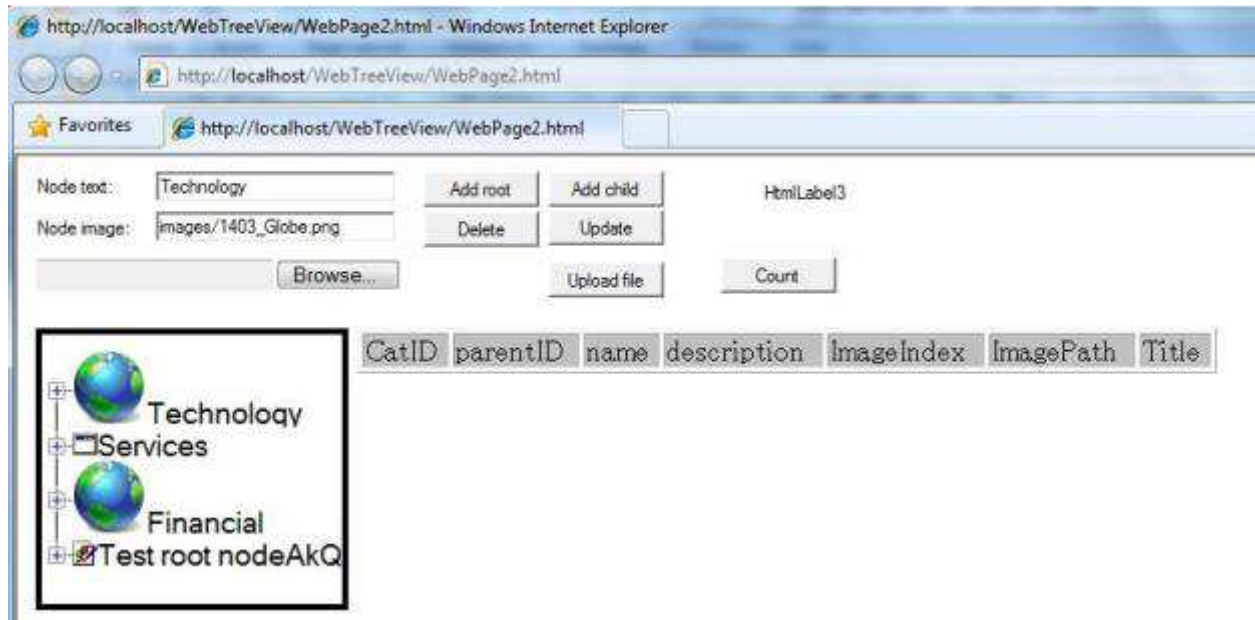 http://localhost/WebTreeView/WebPage2.html - Windows Internet Explorer
http://localhost/WebTreeView/WebPage2.html
Favorites http://localhost/WebTreeView/WebPage2.html
Node text: Technology Add root Add child HtmlLabel3
Node image: images/1403_Globe.png Delete Update
Browse... Upload file Count
CatID parentID name description ImageIndex ImagePath Title
Technology
Services
Financial
Test root nodeAkQ